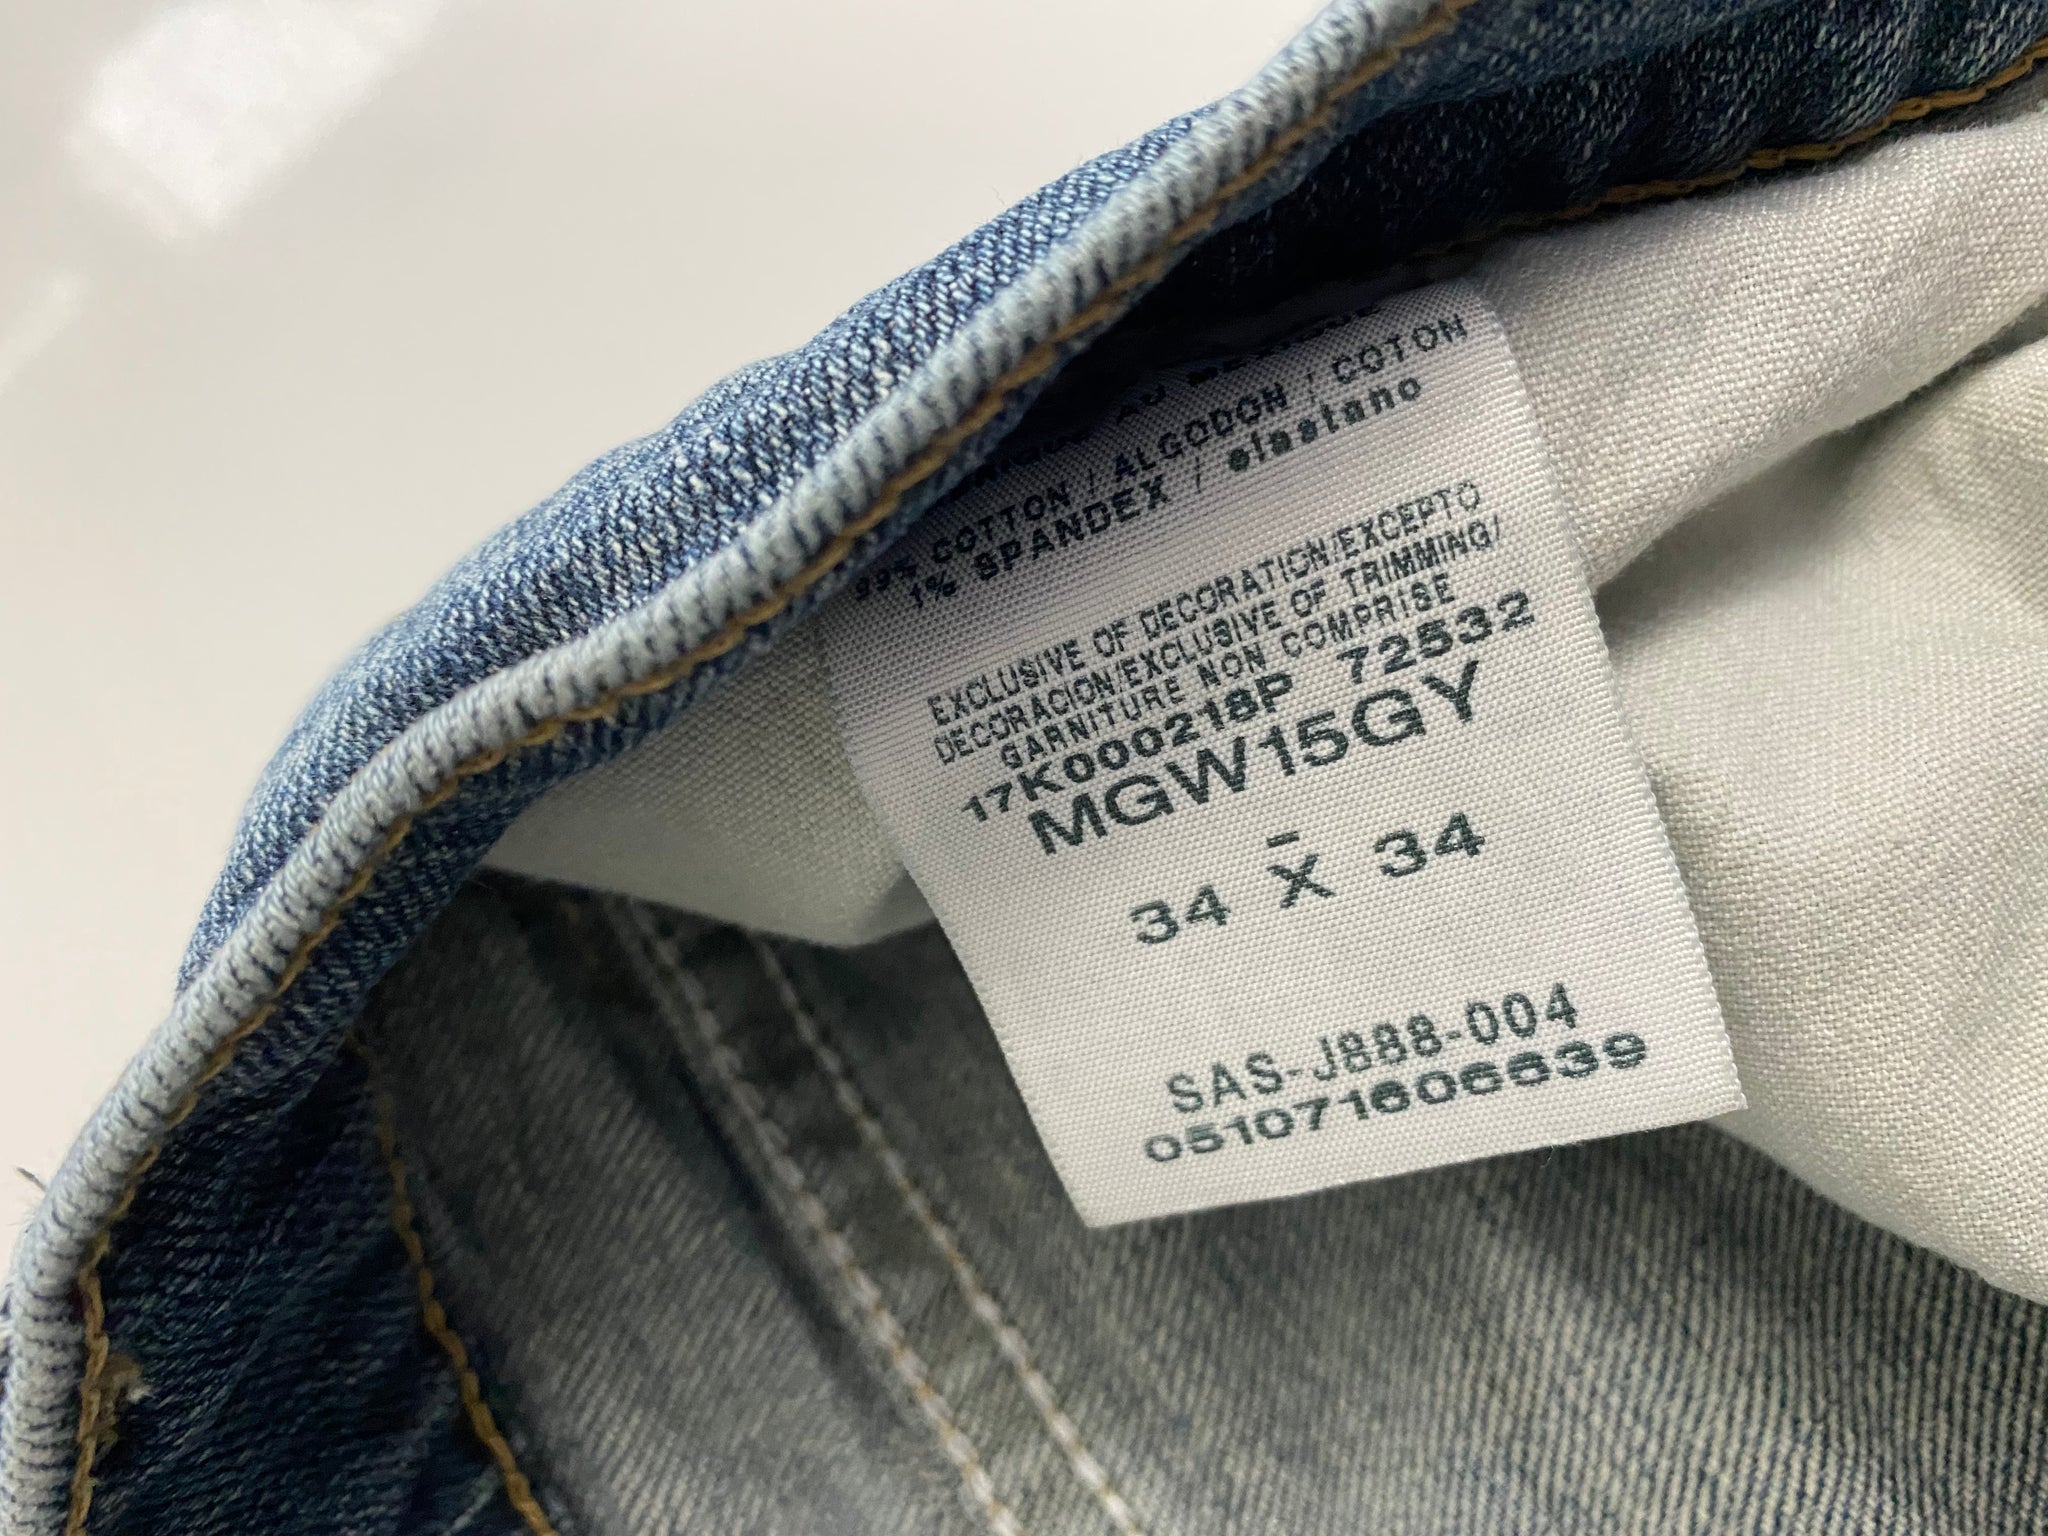 99% COTTON / ALGODON / COTON
1% SPANDEX / elastano
EXCLUSIVE OF DECORATION/EXCEPTO
DECORACION/EXCLUSIVE OF TRIMMING/
GARNITURE NON COMPRISE
17K000218P 72532
MGW15GY
34 X 34
SAS-J888-004
051071606639